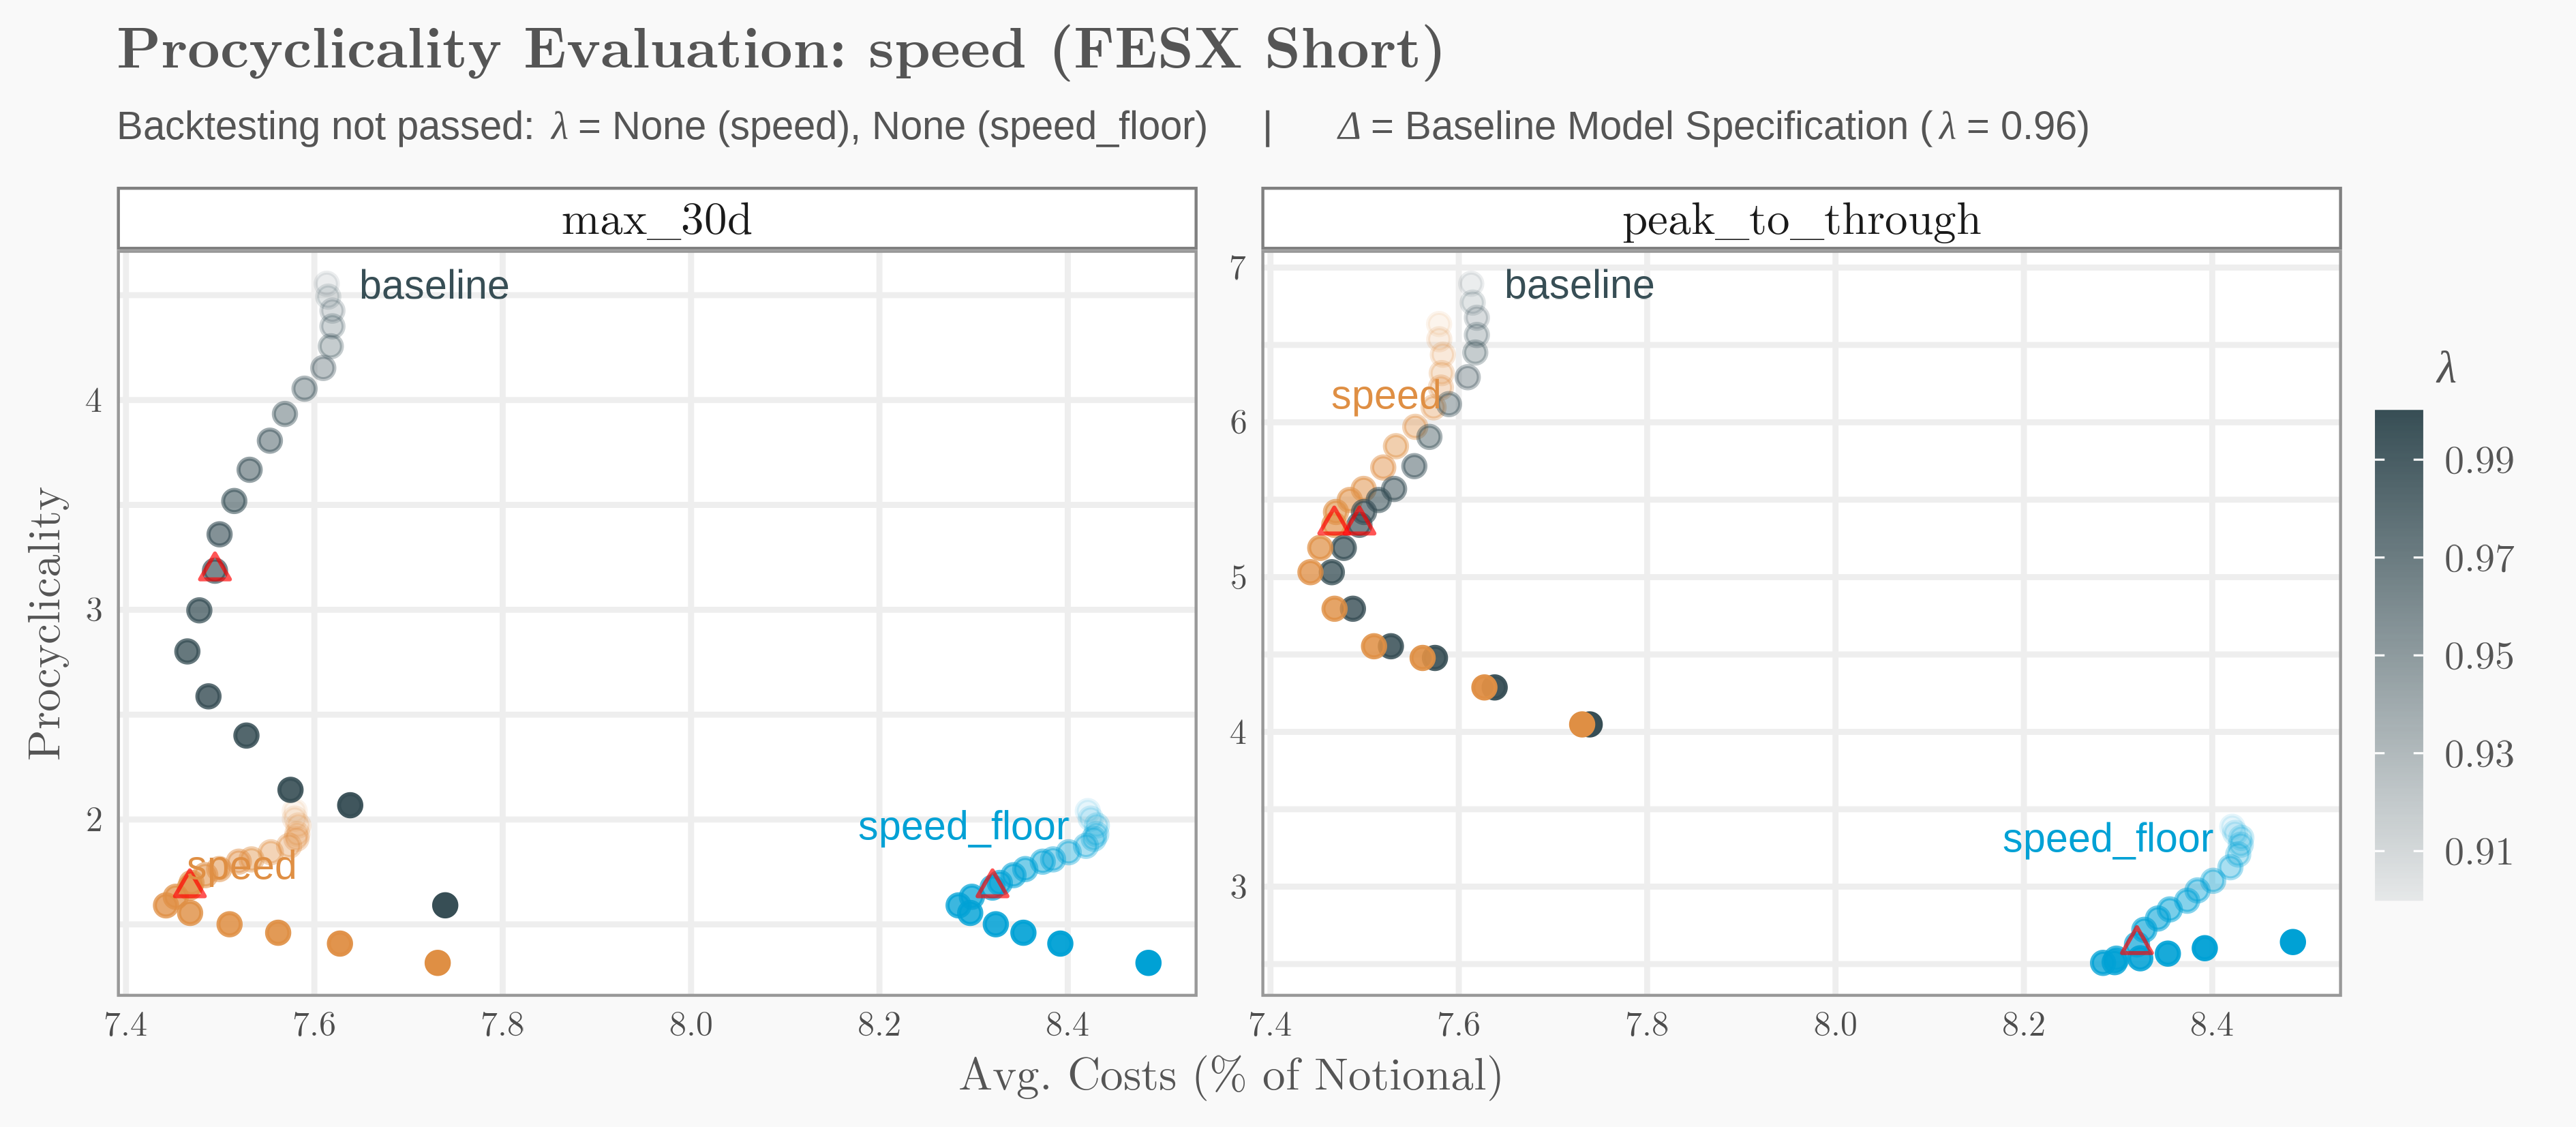 Procyclicality Evaluation: speed (FESX Short)
Backtesting not passed: λ = None (speed), None (speed_floor) | Δ = Baseline Model Specification (λ = 0.96)
max_30d
peak_to_through
Procyclicality
4
3
2
baseline
speed
speed_floor
7.4 7.6 7.8 8.0 8.2 8.4
7
6
5
4
3
baseline
speed
speed_floor
7.4 7.6 7.8 8.0 8.2 8.4
Avg. Costs (% of Notional)
λ
0.99
0.97
0.95
0.93
0.91